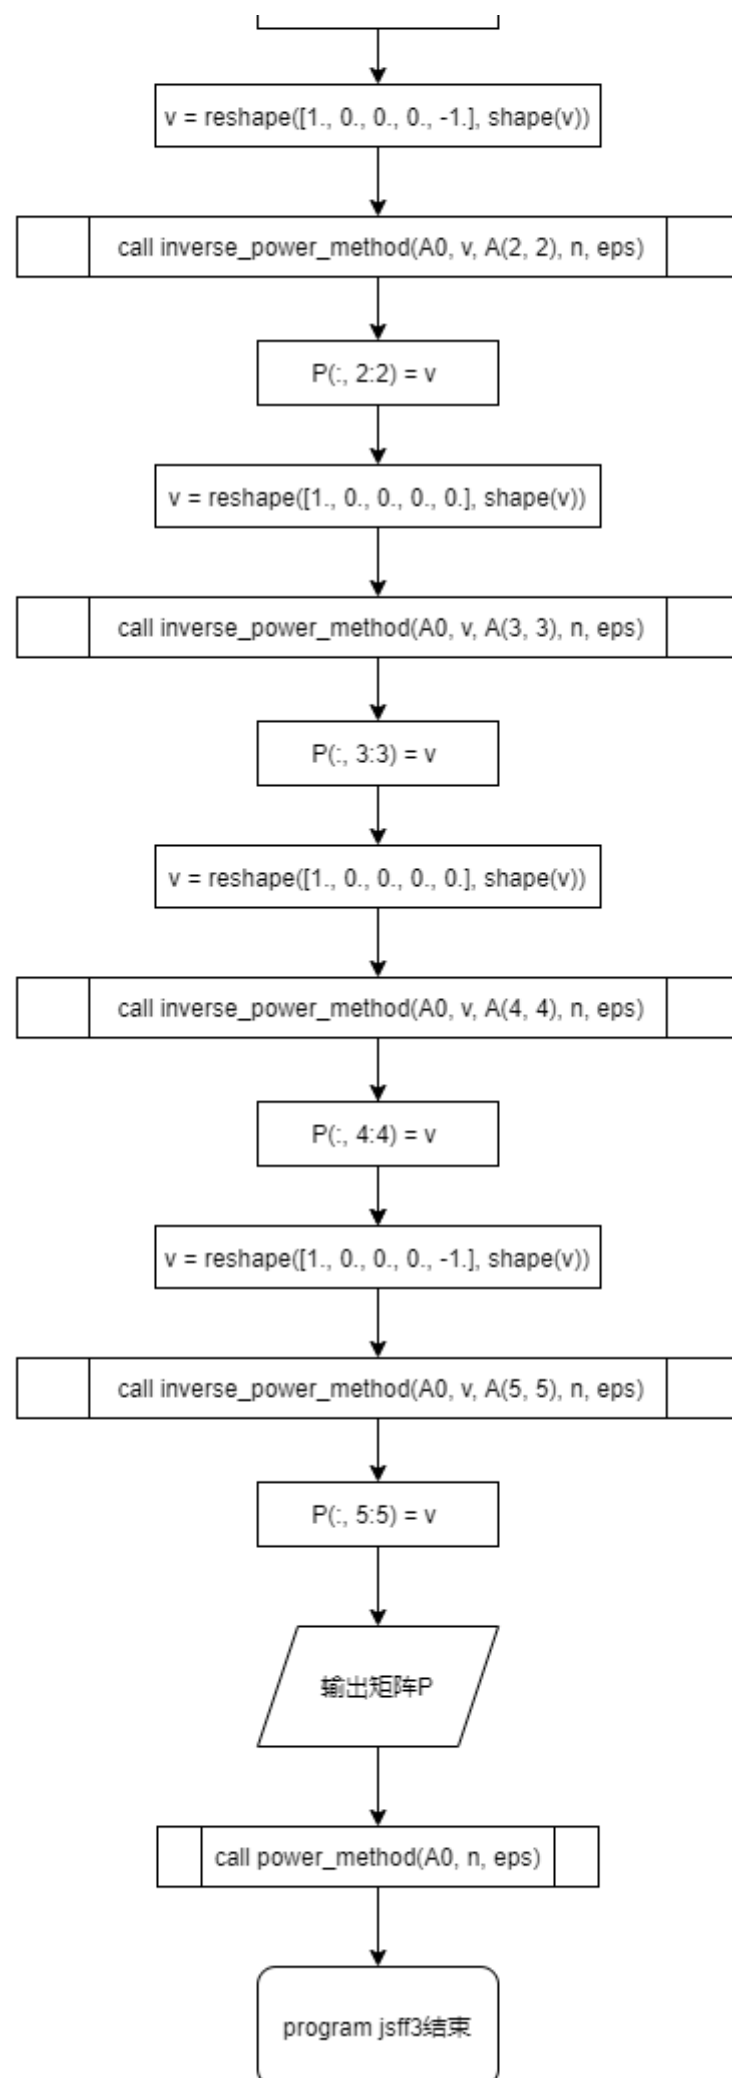 v = reshape([1., 0., 0., 0., -1.], shape(v))
call inverse_power_method(A0, v, A(2, 2), n, eps)
P(:, 2:2) = v
v = reshape([1., 0., 0., 0., 0.], shape(v))
call inverse_power_method(A0, v, A(3, 3), n, eps)
P(:, 3:3) = v
v = reshape([1., 0., 0., 0., 0.], shape(v))
call inverse_power_method(A0, v, A(4, 4), n, eps)
P(:, 4:4) = v
v = reshape([1., 0., 0., 0., -1.], shape(v))
call inverse_power_method(A0, v, A(5, 5), n, eps)
P(:, 5:5) = v
输出矩阵P
call power_method(A0, n, eps)
program jsff3结束